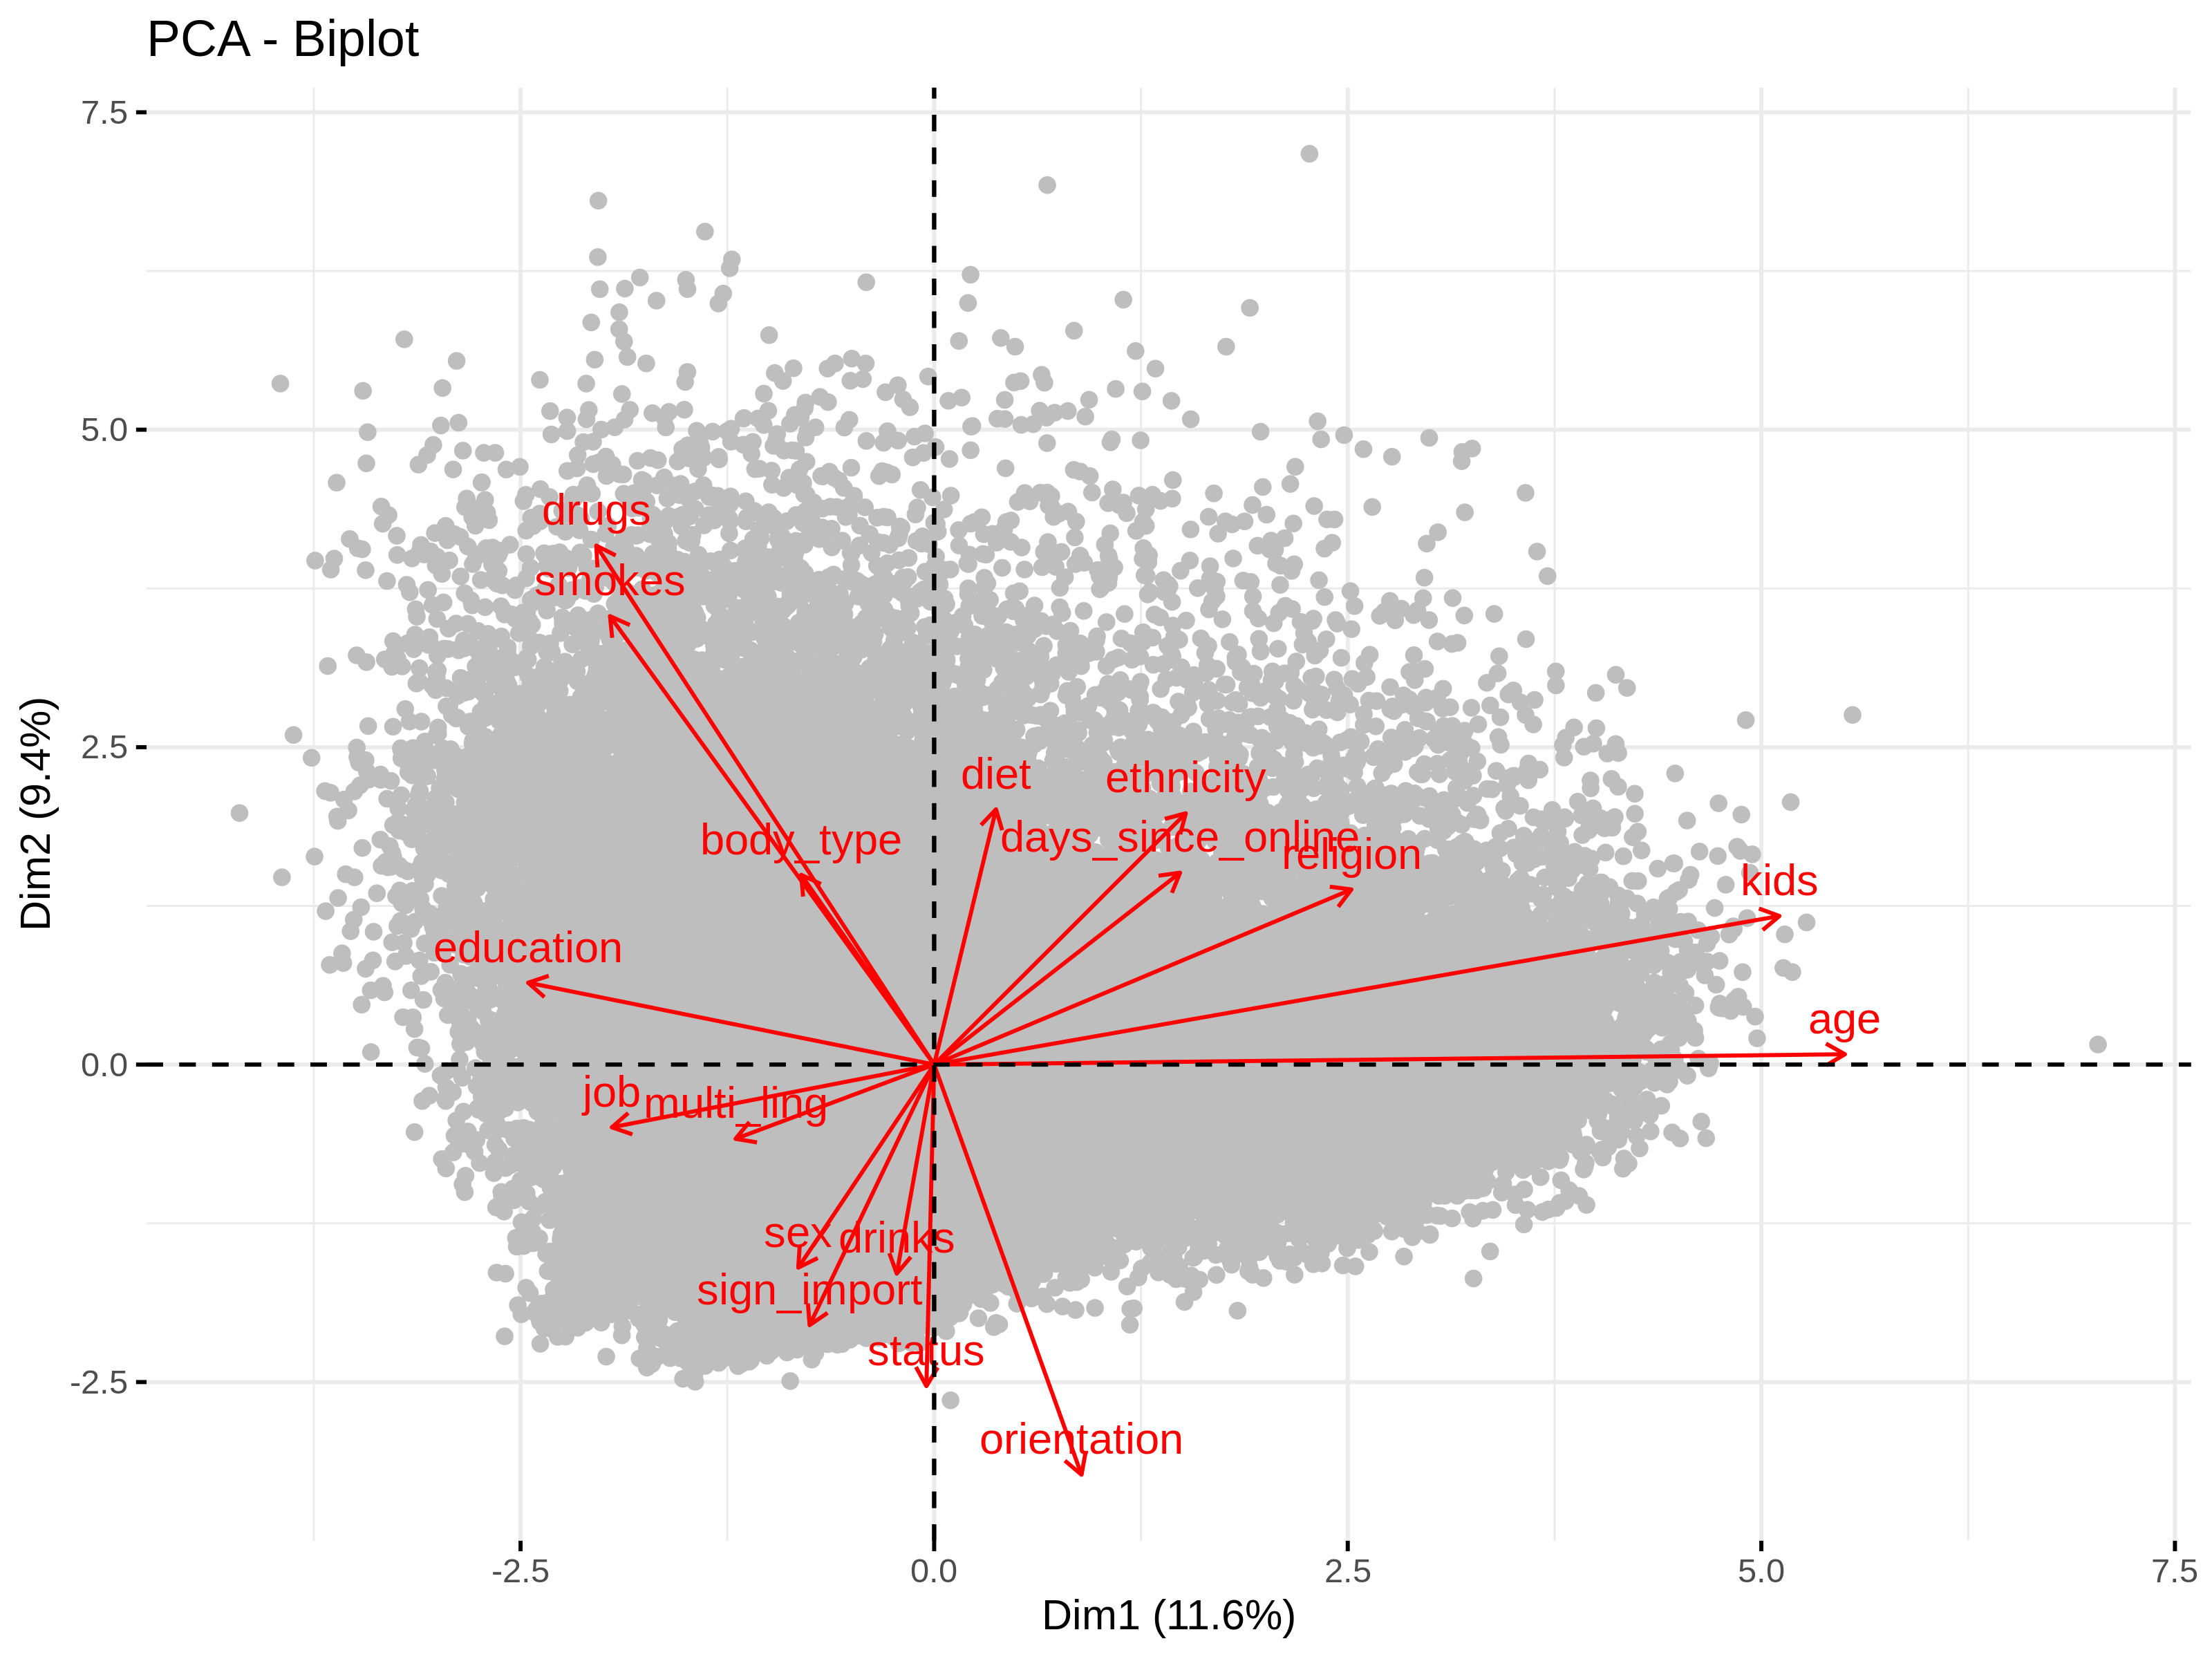 PCA - Biplot
7.5
5.0
drugs
smokes
2.5
diet
ethnicity
body_type
days_since_online
religion
kids
education
age
0.0
job
multi_ling
sex
drinks
sign_import
status
-2.5
orientation
-2.5
0.0
2.5
5.0
7.5
Dim1 (11.6%)
Dim2 (9.4%)